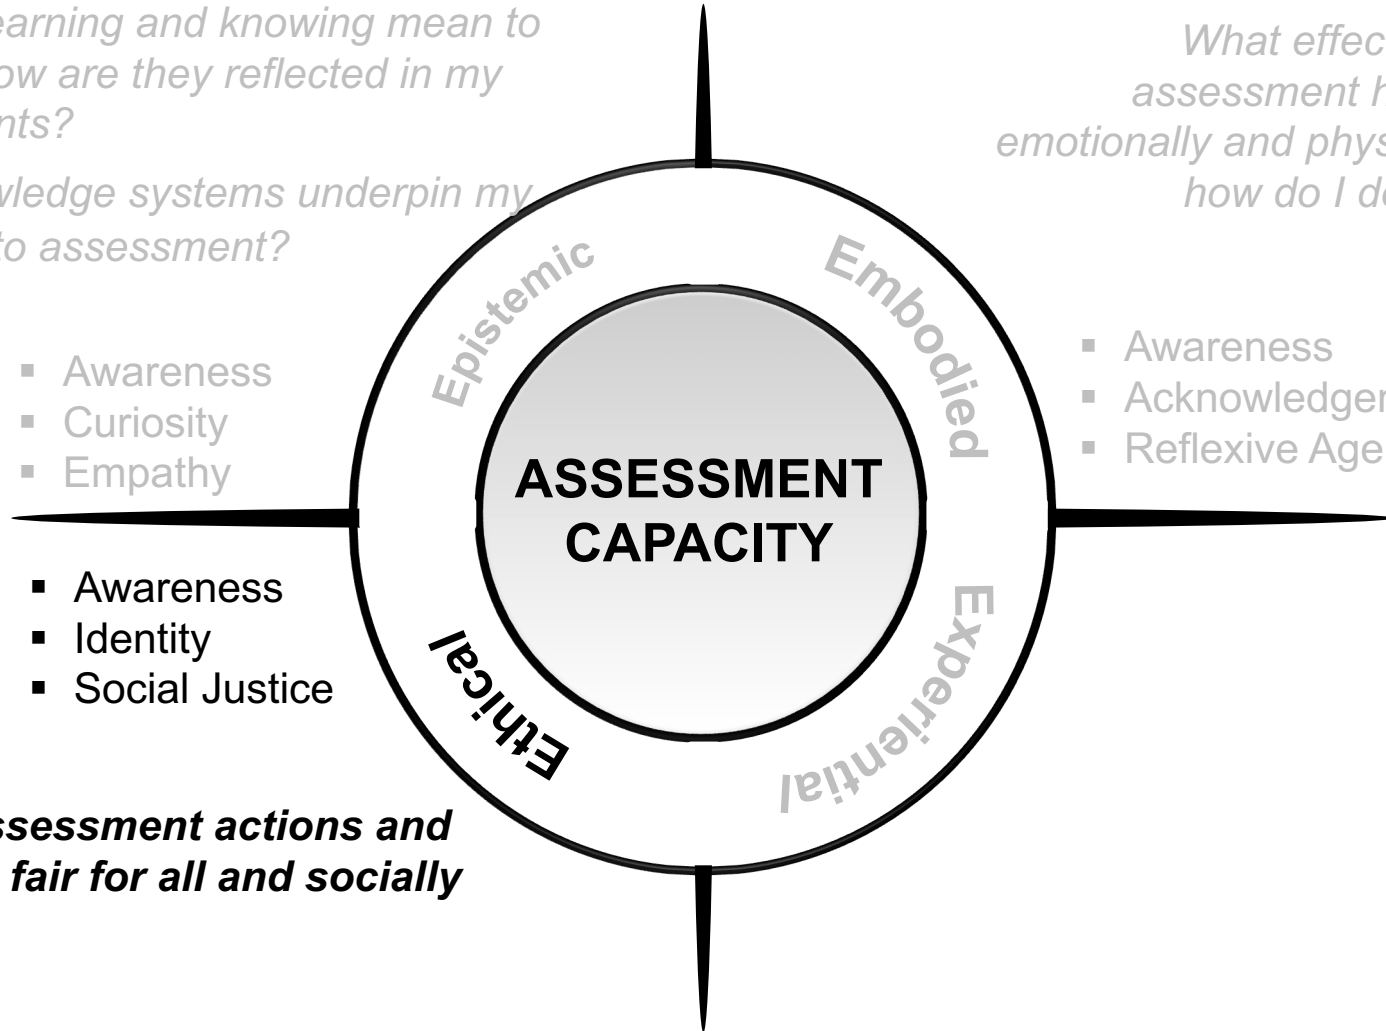 earning and knowing mean to
ow are they reflected in my
nts?
wledge systems underpin my
to assessment?
What effec
assessment h
emotionally and phys
how do I de
Epistemic
Embodied
▪ Awareness
▪ Curiosity
▪ Empathy
▪ Awareness
▪ Acknowledger
▪ Reflexive Age
ASSESSMENT
CAPACITY
▪ Awareness
▪ Identity
▪ Social Justice
Ethical
Experiential
ssessment actions and
fair for all and socially